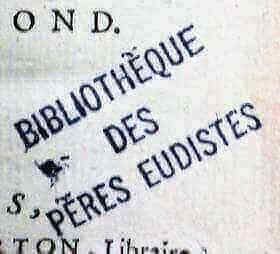 OND.
BIBLIOTHÈQUE
DES
PÈRES EUDISTES
S,
TON, Libraire